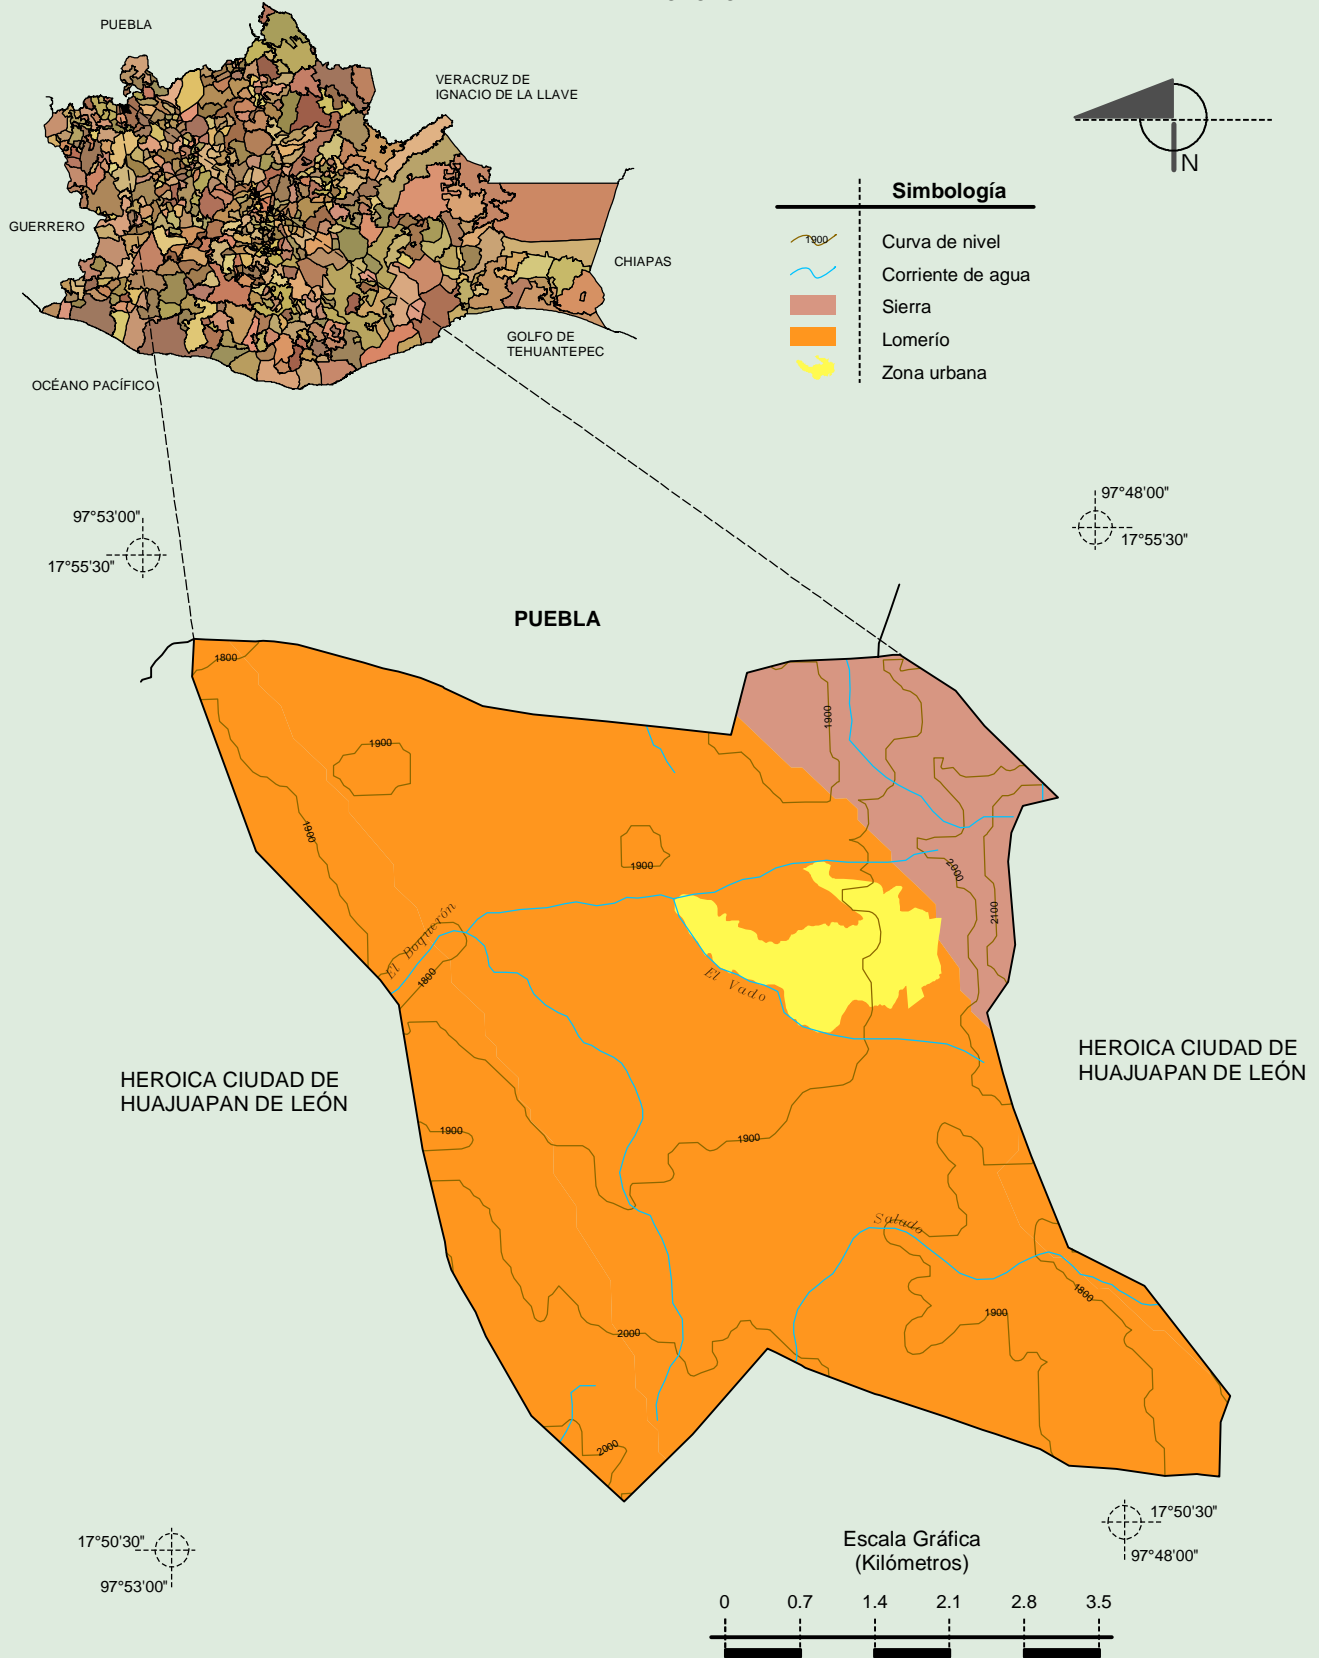 PUEBLA
VERACRUZ DE
IGNACIO DE LA LLAVE
GUERRERO
CHIAPAS
GOLFO DE
TEHUANTEPEC
OCÉANO PACÍFICO
N
Simbología
1900
Curva de nivel
Corriente de agua
Sierra
Lomerío
Zona urbana
97°53'00"
17°55'30"
97°48'00"
17°55'30"
PUEBLA
1800
1900
1900
1900
1900
2000
2100
El Boquerón
1800
El Vado
HEROICA CIUDAD DE
HUAJUAPAN DE LEÓN
HEROICA CIUDAD DE
HUAJUAPAN DE LEÓN
1900
1900
Salado
1800
1900
2000
2000
17°50'30"
97°53'00"
17°50'30"
97°48'00"
Escala Gráfica
(Kilómetros)
0 0.7 1.4 2.1 2.8 3.5